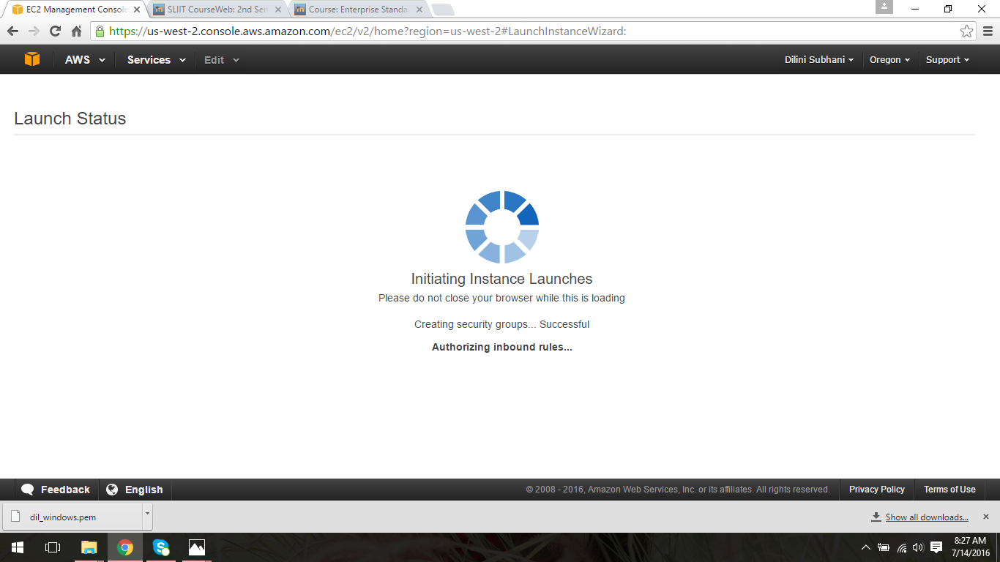 EC2 Management Console
SLIIT CourseWeb: 2nd Sem
Course: Enterprise Standa
https://us-west-2.console.aws.amazon.com/ec2/v2/home?region=us-west-2#LaunchInstanceWizard:
AWS Services Edit Dilini Subhani Oregon Support
Launch Status
Initiating Instance Launches
Please do not close your browser while this is loading
Creating security groups... Successful
Authorizing inbound rules...
Feedback English © 2008 - 2016, Amazon Web Services, Inc. or its affiliates. All rights reserved. Privacy Policy Terms of Use
dil_windows.pem Show all downloads...
8:27 AM
7/14/2016